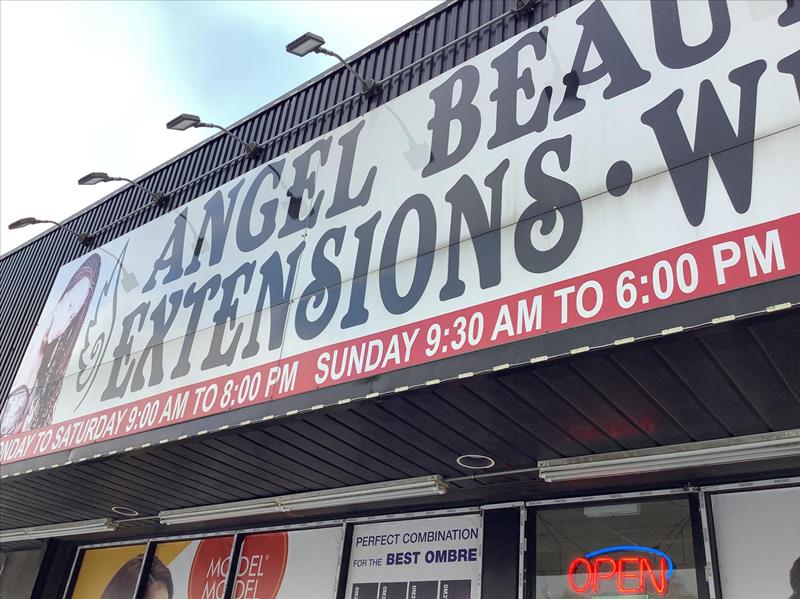 ANGEL BEAU
EXTENSIONS • W
NDAY TO SATURDAY 9:00 AM TO 8:00 PM SUNDAY 9:30 AM TO 6:00 PM
MODEL
MODEL
PERFECT COMBINATION
FOR THE BEST OMBRE
OPEN